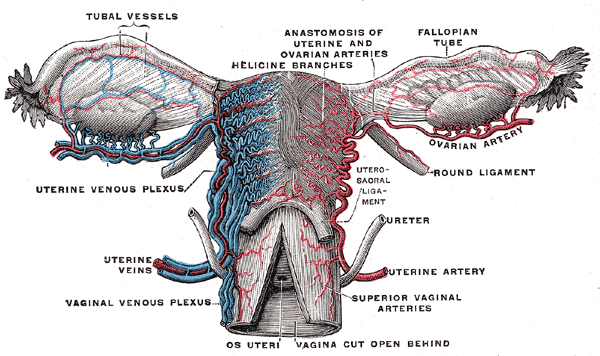 TUBAL VESSELS
ANASTOMOSIS OF
UTERINE AND
OVARIAN ARTERIES
HELICINE BRANCHES
FALLOPIAN
TUBE
OVARIAN ARTERY
UTERINE VENOUS PLEXUS
UTERO-
SACRAL
LIGA-
MENT
ROUND LIGAMENT
URETER
UTERINE
VEINS
UTERINE ARTERY
VAGINAL VENOUS PLEXUS
SUPERIOR VAGINAL
ARTERIES
OS UTERI
VAGINA CUT OPEN BEHIND